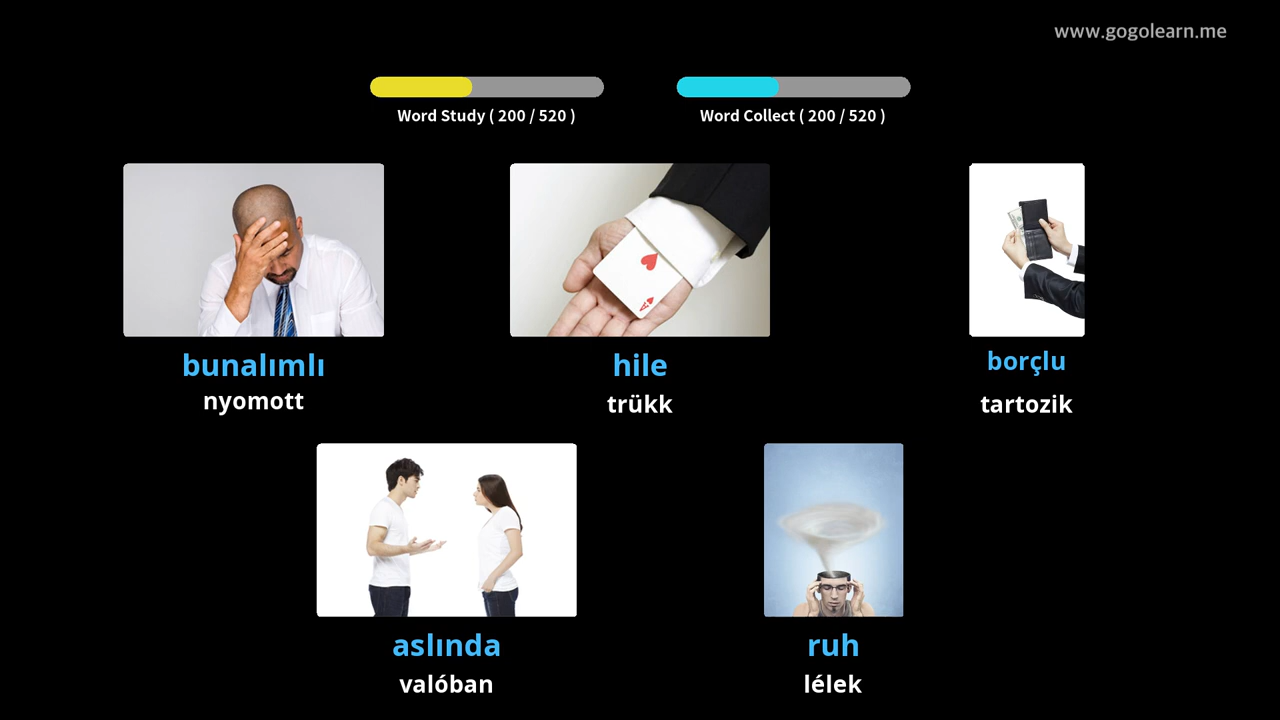 www.gogolearn.me
Word Study ( 200 / 520 )
Word Collect ( 200 / 520 )
bunalımlı
nyomott
hile
trükk
borçlu
tartozik
aslında
valóban
ruh
lélek